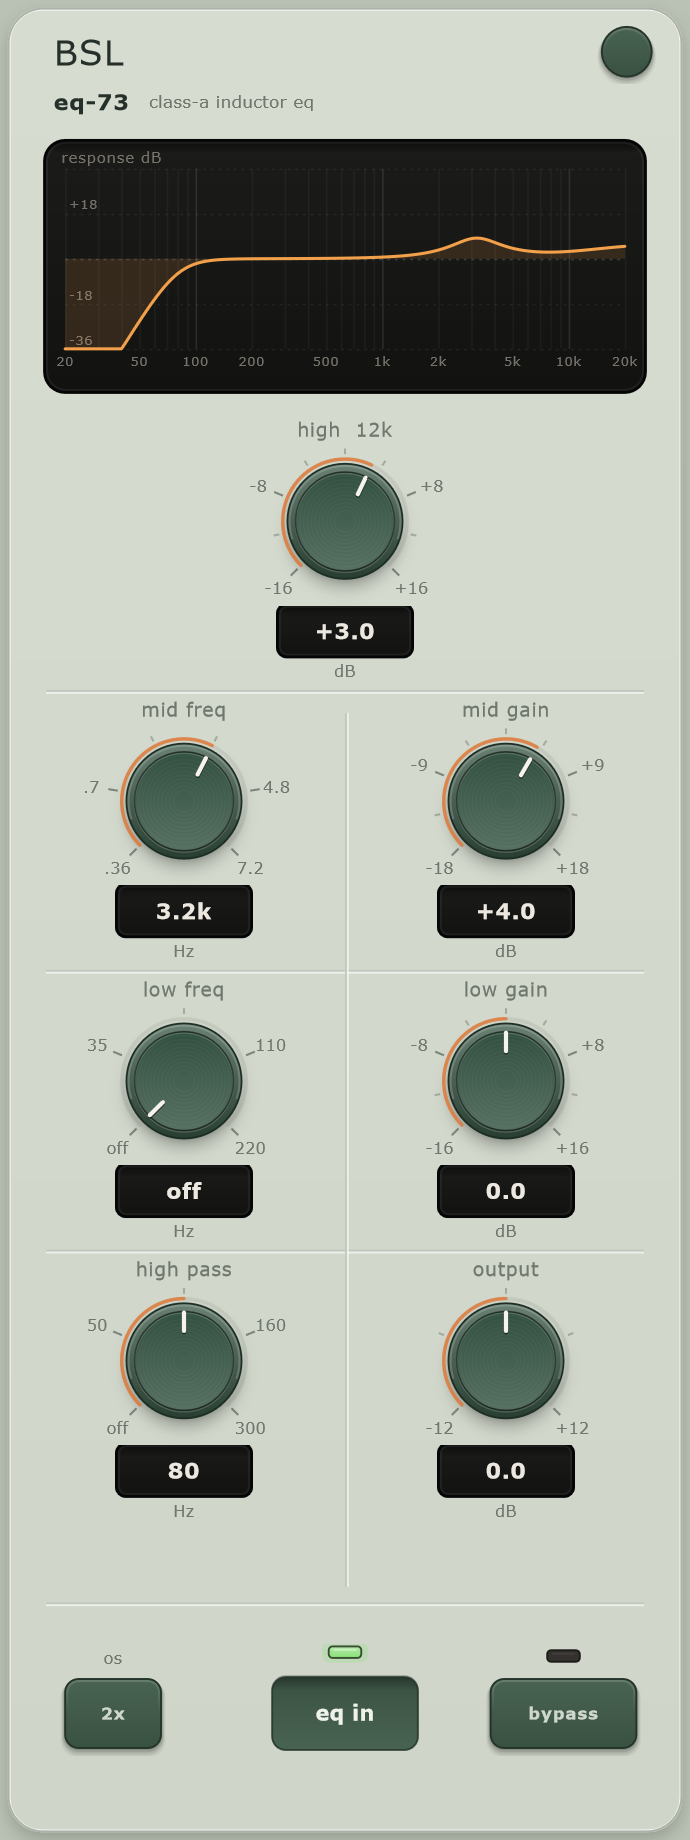 BSL
eq-73 class-a inductor eq
response dB
+18
-18
-36
20 50 100 200 500 1k 2k 5k 10k 20k
high 12k
-8 +8
-16 +16
+3.0
dB
mid freq mid gain
.7 4.8 -9 +9
.36 7.2 -18 +18
3.2k +4.0
Hz dB
low freq low gain
35 110 -8 +8
off 220 -16 +16
off 0.0
Hz dB
high pass output
50 160
off 300 -12 +12
80 0.0
Hz dB
os
2x eq in bypass